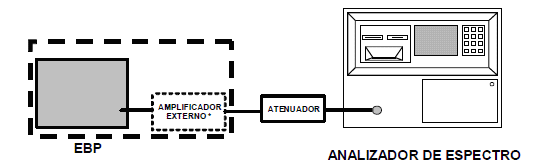 AMPLIFICADOR
EXTERNO *
ATENUADOR
EBP
ANALIZADOR DE ESPECTRO